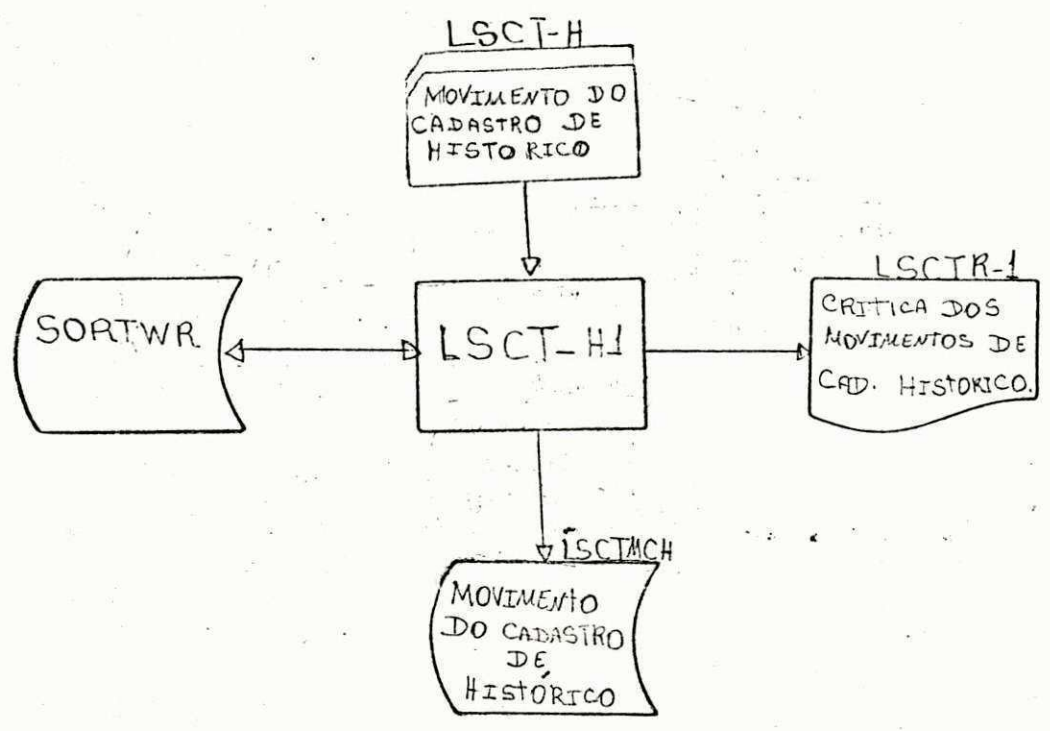 LSCT-H
MOVIMENTO DO
CADASTRO DE
HISTORICO
LSCTR-1
CRITICA DOS
MOVIMENTOS DE
CAD. HISTORICO.
SORTWR
LSCT-H1
LSCTMCH
MOVIMENTO
DO CADASTRO
DE
HISTÓRICO